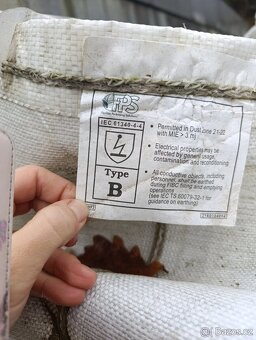 FPS
IEC 61340-4-4
Type
B
• Permitted in Dust zone 21-22
with MIE > 3 mj
• Electrical properties may be
affected by general usage,
contamination and reconditioning
• All conductive objects, including
personnel, shall be earthed
during FIBC filling and emptying
operations (see IEC TS 60079-32-1 for
guidance on earthing)
bazos.cz